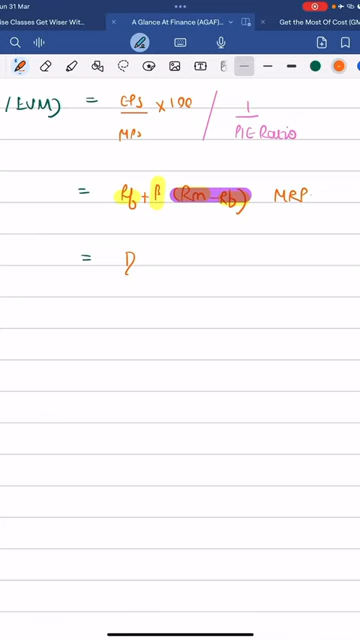 un 31 Mar
ise Classes Get Wiser Wit...
A Glance At Finance (AGAF)
Get the Most Of Cost (GM
/EVM) = EPS/MPS × 100 / 1/P/E Ratio
= Rf + β (Rm - Rf) MRP
= D